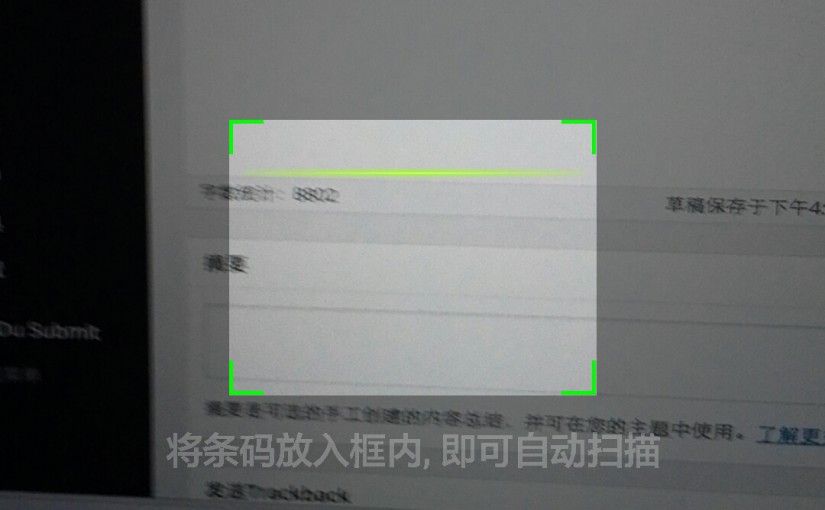 字数统计：8802
草稿保存于下午4:
摘要
Du Submit
摘要是可选的手工创建的内容总结，并可在您的主题中使用。了解更
将条码放入框内, 即可自动扫描
发送Trackback